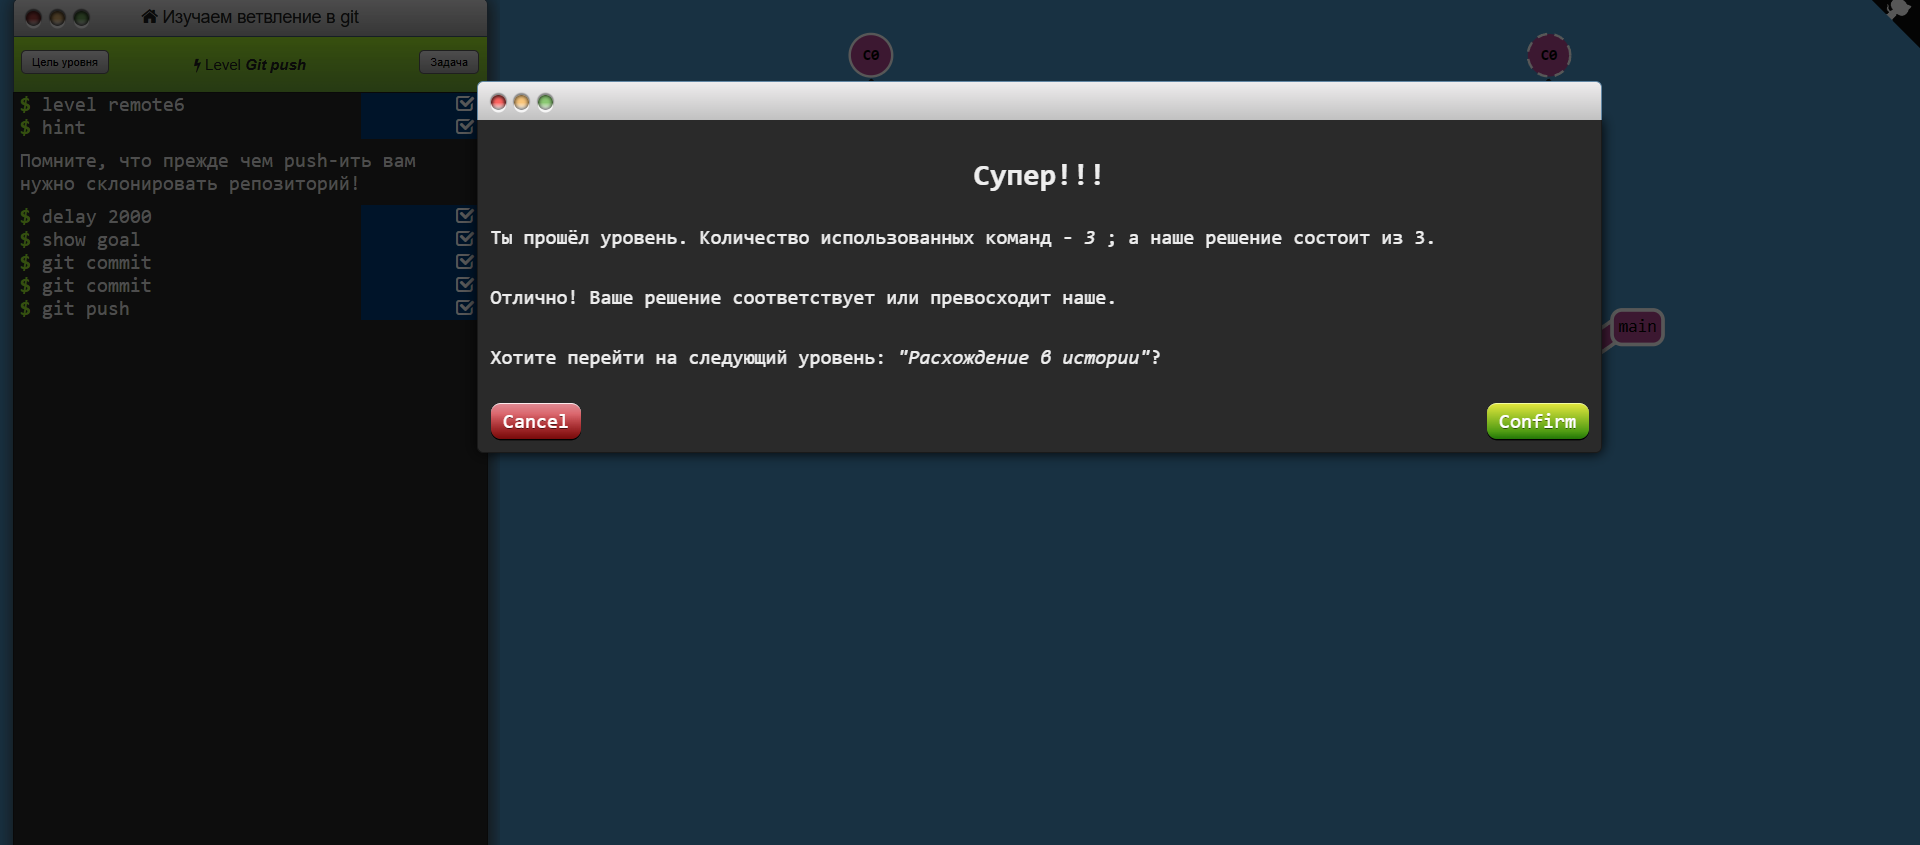 Изучаем ветвление в git
Цель уровня
Level Git push
Задача
$ level remote6
$ hint
Помните, что прежде чем push-ить вам
нужно склонировать репозиторий!
$ delay 2000
$ show goal
$ git commit
$ git commit
$ git push
C0
C0
main
Супер!!!
Ты прошёл уровень. Количество использованных команд - 3 ; а наше решение состоит из 3.
Отлично! Ваше решение соответствует или превосходит наше.
Хотите перейти на следующий уровень: "Расхождение в истории"?
Cancel
Confirm